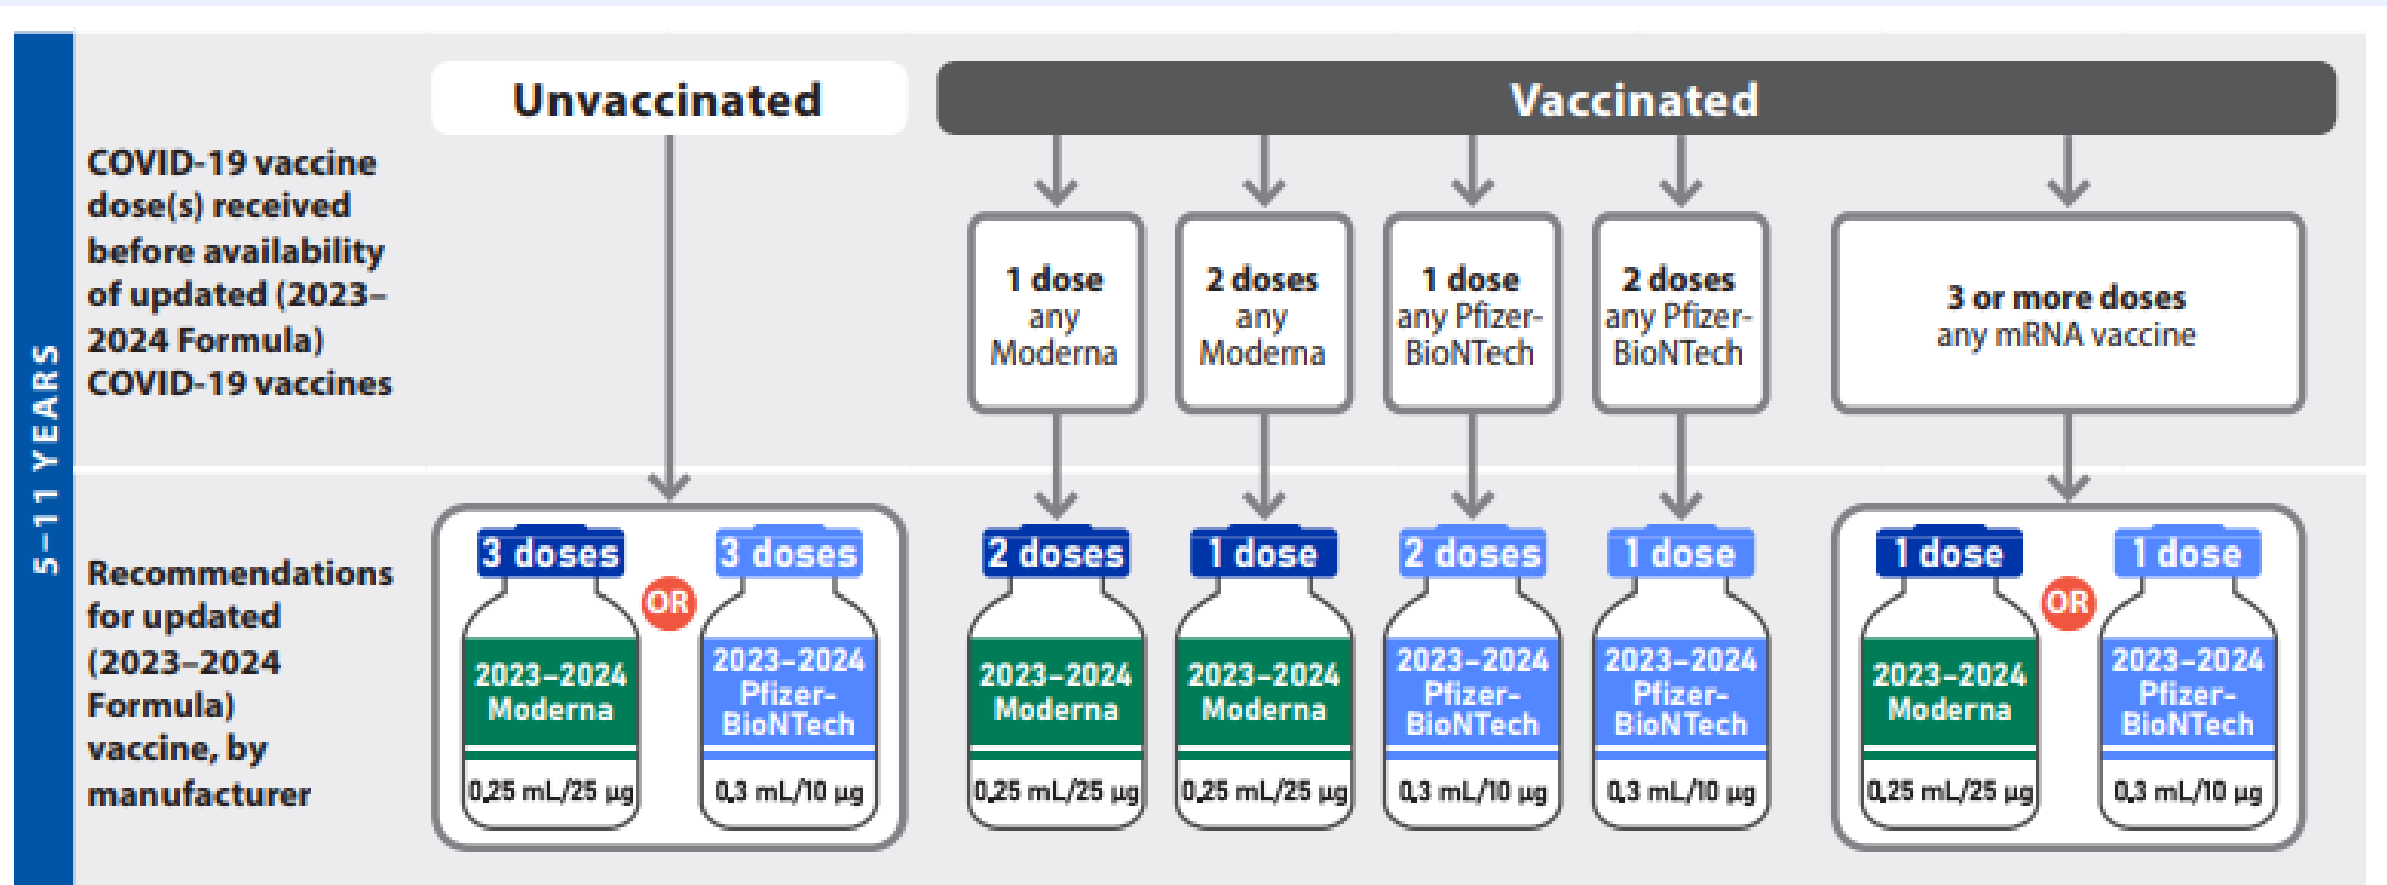 5–11 YEARS
Unvaccinated
Vaccinated
COVID-19 vaccine
dose(s) received
before availability
of updated (2023–
2024 Formula)
COVID-19 vaccines
1 dose
any
Moderna
2 doses
any
Moderna
1 dose
any Pfizer-
BioNTech
2 doses
any Pfizer-
BioNTech
3 or more doses
any mRNA vaccine
Recommendations
for updated
(2023–2024
Formula)
vaccine, by
manufacturer
3 doses
2023–2024
Moderna
0.25 mL/25 µg
OR
3 doses
2023–2024
Pfizer-
BioNTech
0.3 mL/10 µg
2 doses
2023–2024
Moderna
0.25 mL/25 µg
1 dose
2023–2024
Moderna
0.25 mL/25 µg
2 doses
2023–2024
Pfizer-
BioNTech
0.3 mL/10 µg
1 dose
2023–2024
Pfizer-
BioNTech
0.3 mL/10 µg
1 dose
2023–2024
Moderna
0.25 mL/25 µg
OR
1 dose
2023–2024
Pfizer-
BioNTech
0.3 mL/10 µg